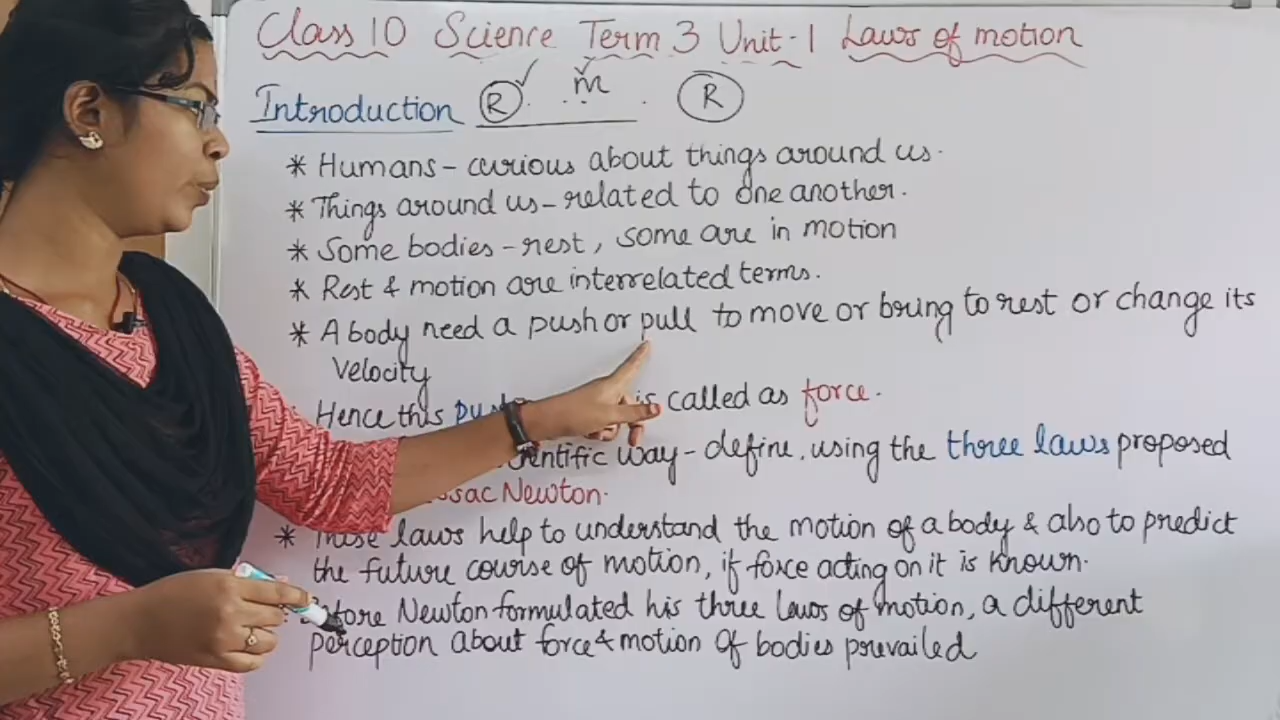 Class 10 Science Term 3 Unit-1 Laws of motion
Introduction R m R
* Humans - curious about things around us.
* Things around us - related to one another.
* Some bodies - rest, some are in motion
* Rest & motion are interrelated terms.
* A body need a push or pull to move or bring to rest or change its
velocity
Hence this is called as force.
way - define, using the three laws proposed
Newton.
* laws help to understand the motion of a body & also to predict
the future course of motion, if force acting on it is known.
Newton formulated his three laws of motion, a different
perception about force & motion of bodies prevailed